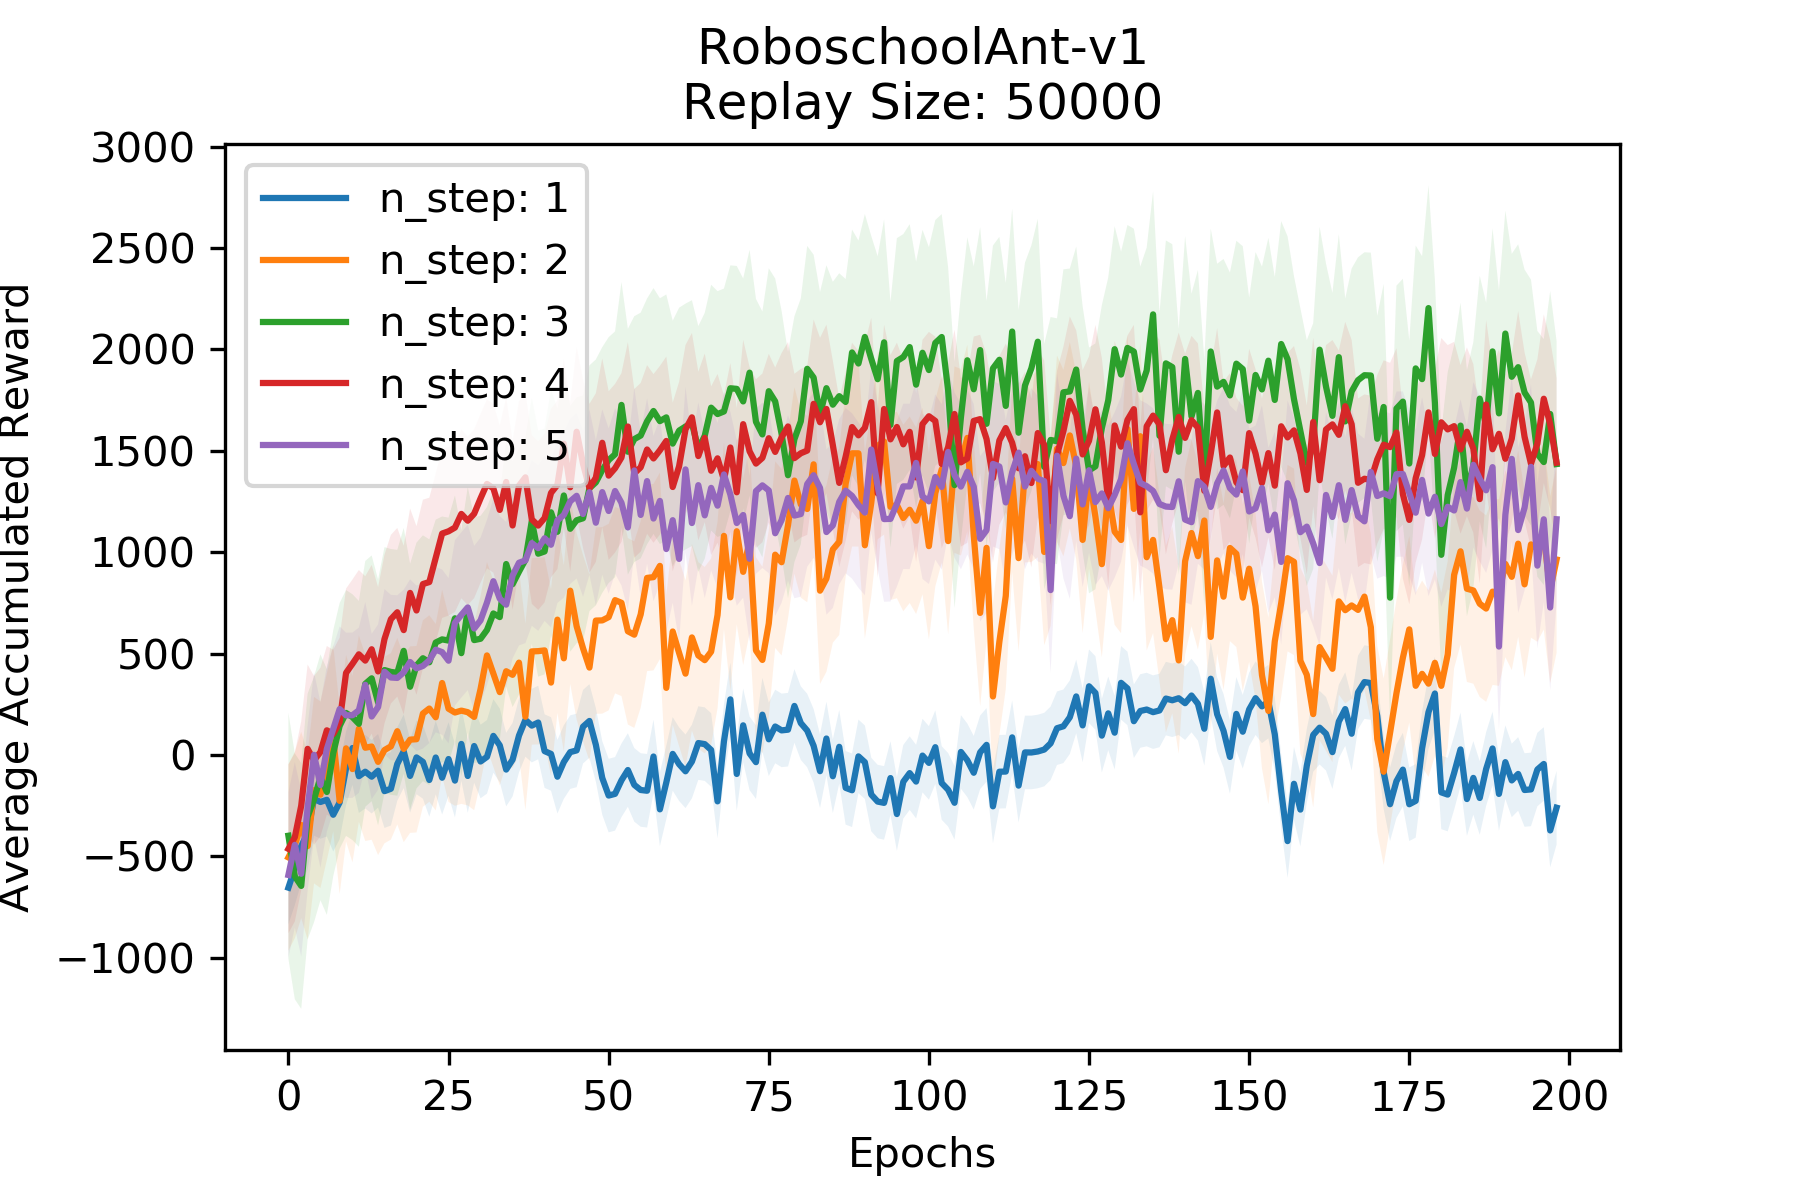 RoboschoolAnt-v1
Replay Size: 50000
3000
2500
2000
1500
1000
500
0
−500
−1000
Average Accumulated Reward
n_step: 1
n_step: 2
n_step: 3
n_step: 4
n_step: 5
0 25 50 75 100 125 150 175 200
Epochs